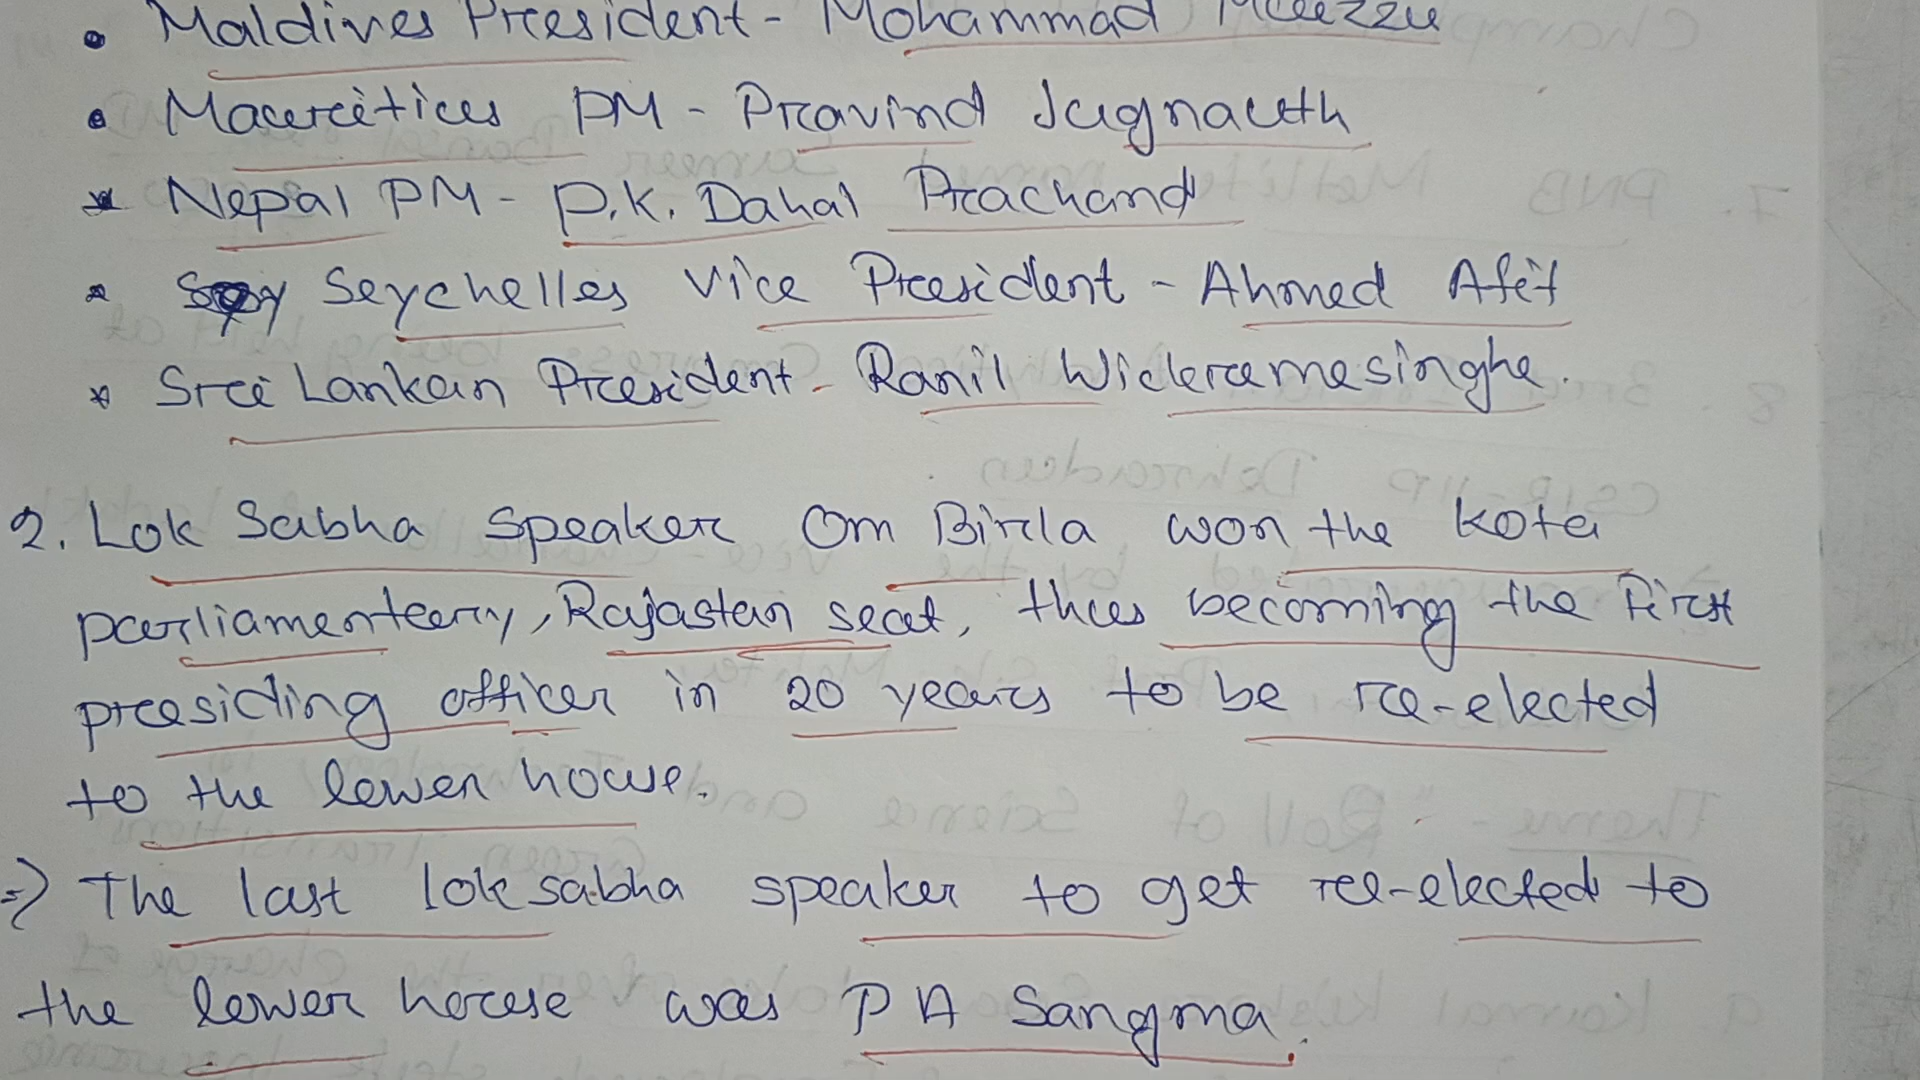 • Maldives President - Mohammad Muizzu
• Mauritius PM - Pravind Jugnauth
* Nepal PM - P.K. Dahal Prachand
* Seychelles Vice President - Ahmed Afif
* Sri Lankan President - Ranil Wickremesinghe.
2. Lok Sabha Speaker Om Birla won the Kota
parliamentary, Rajastan seat, thus becoming the first
presiding officer in 20 years to be re-elected
to the lower house.
=> The last lok sabha speaker to get re-elected to
the lower house was P A Sangma.